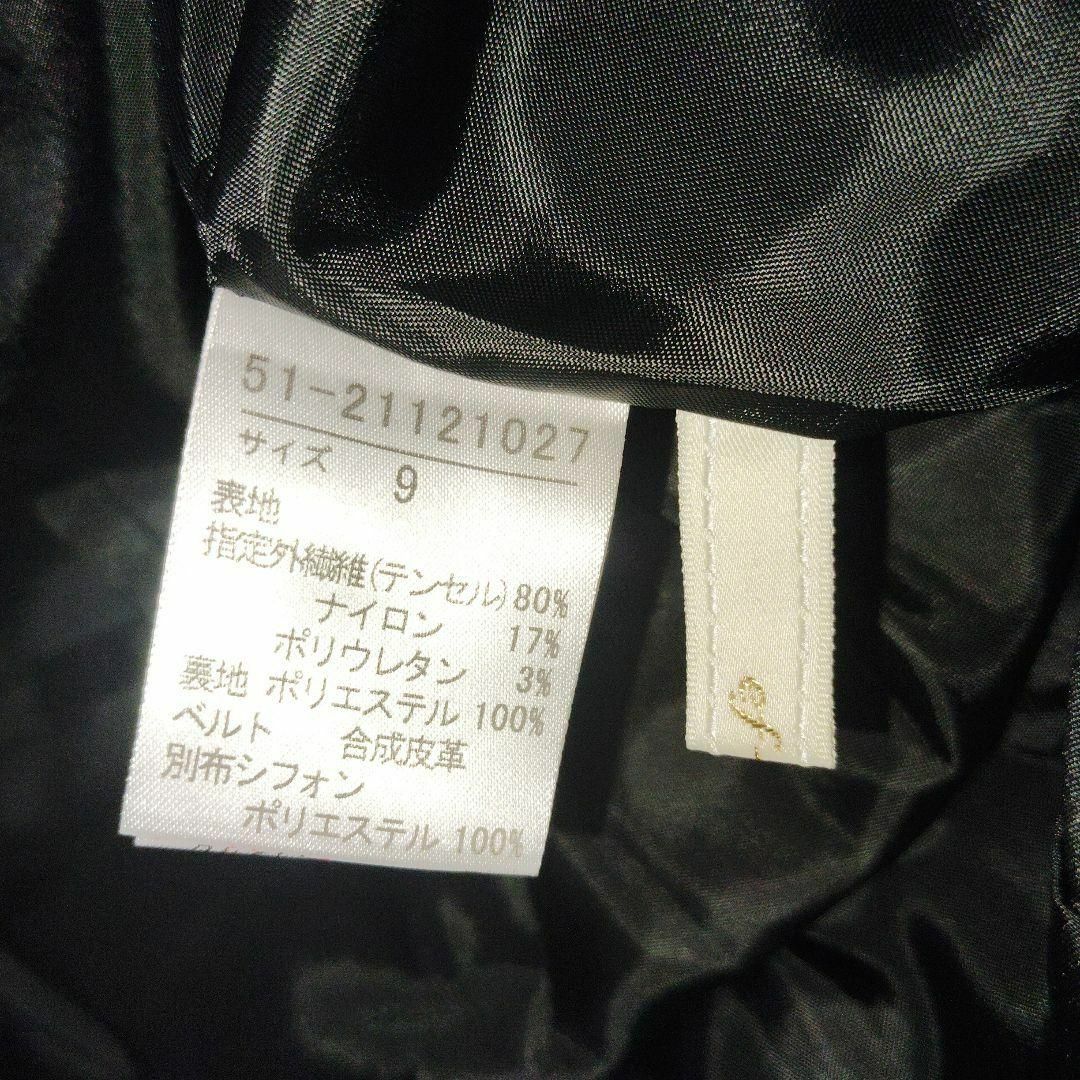 51-21121027
サイズ 9
表地
指定外繊維(テンセル)80%
ナイロン 17%
ポリウレタン 3%
裏地 ポリエステル 100%
ベルト 合成皮革
別布シフォン
ポリエステル 100%